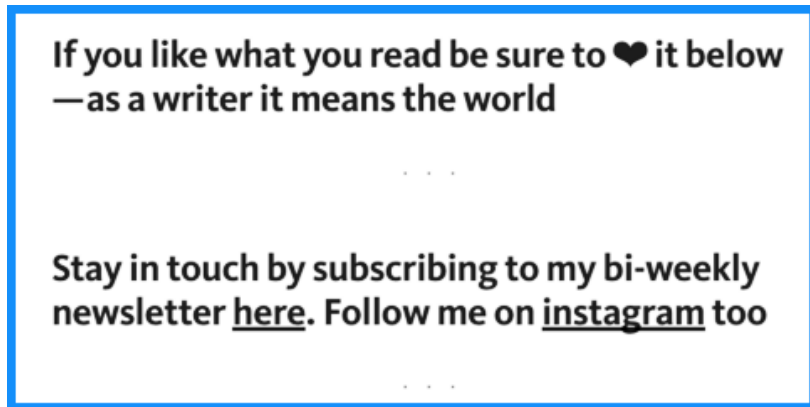 If you like what you read be sure to ❤ it below
—as a writer it means the world
. . .
Stay in touch by subscribing to my bi-weekly
newsletter here. Follow me on instagram too
. . .